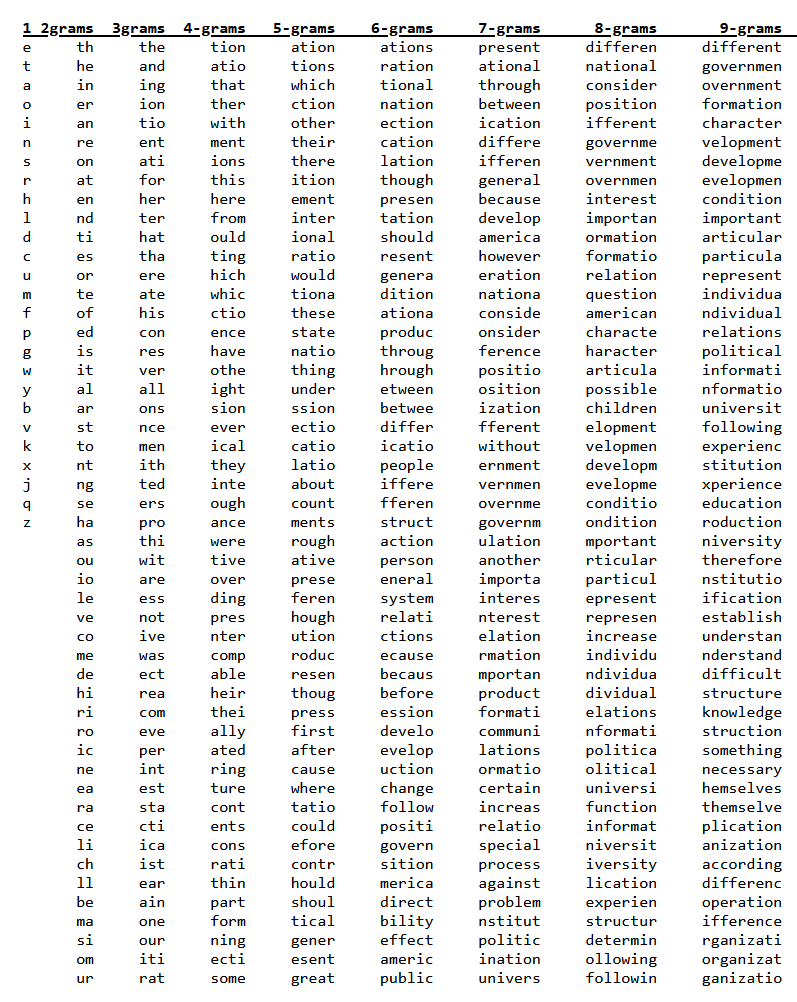 1 2grams 3grams 4-grams 5-grams 6-grams 7-grams 8-grams 9-grams
e th the tion ation ations present differen different
t he and atio tions ration ational national governmen
a in ing that which tional through consider overnment
o er ion ther ction nation between position formation
i an tio with other ection ication ifferent character
n re ent ment their cation differe governme velopment
s on ati ions there lation ifferen vernment developme
r at for this ition though general overnmen evelopmen
h en her here ement presen because interest condition
l nd ter from inter tation develop importan important
d ti hat ould ional should america ormation articular
c es tha ting ratio resent however formatio particula
u or ere hich would genera eration relation represent
m te ate whic tiona dition nationa question individua
f of his ctio these ationa conside american ndividual
p ed con ence state produc onsider characte relations
g is res have natio throug ference haracter political
w it ver othe thing hrough positio articula informati
y al all ight under etween osition possible nformatio
b ar ons sion ssion betwee ization children universit
v st nce ever ectio differ fferent elopment following
k to men ical catio icatio without velopmen experienc
x nt ith they latio people ernment developm stitution
j ng ted inte about iffere vernmen evelopme xperience
q se ers ough count fferen overnme conditio education
z ha pro ance ments struct governm ondition roduction
as thi were rough action ulation mportant niversity
ou wit tive ative person another rticular therefore
io are over prese eneral importa particul nstitutio
le ess ding feren system interes epresent ification
ve not pres hough relati nterest represen establish
co ive nter ution ctions elation increase understan
me was comp roduc ecause rmation individu nderstand
de ect able resen becaus mportan ndividua difficult
hi rea heir thoug before product dividual structure
ri com thei press ession formati elations knowledge
ro eve ally first develo communi nformati struction
ic per ated after evelop lations politica something
ne int ring cause uction ormatio olitical necessary
ea est ture where change certain universi hemselves
ra sta cont tatio follow increas function themselve
ce cti ents could positi relatio informat plication
li ica cons efore govern special niversit anization
ch ist rati contr sition process iversity according
ll ear thin hould merica against lication differenc
be ain part shoul direct problem experien operation
ma one form tical bility nstitut structur ifference
si our ning gener effect politic determin rganizati
om iti ecti esent americ ination ollowing organizat
ur rat some great public univers followin ganizatio